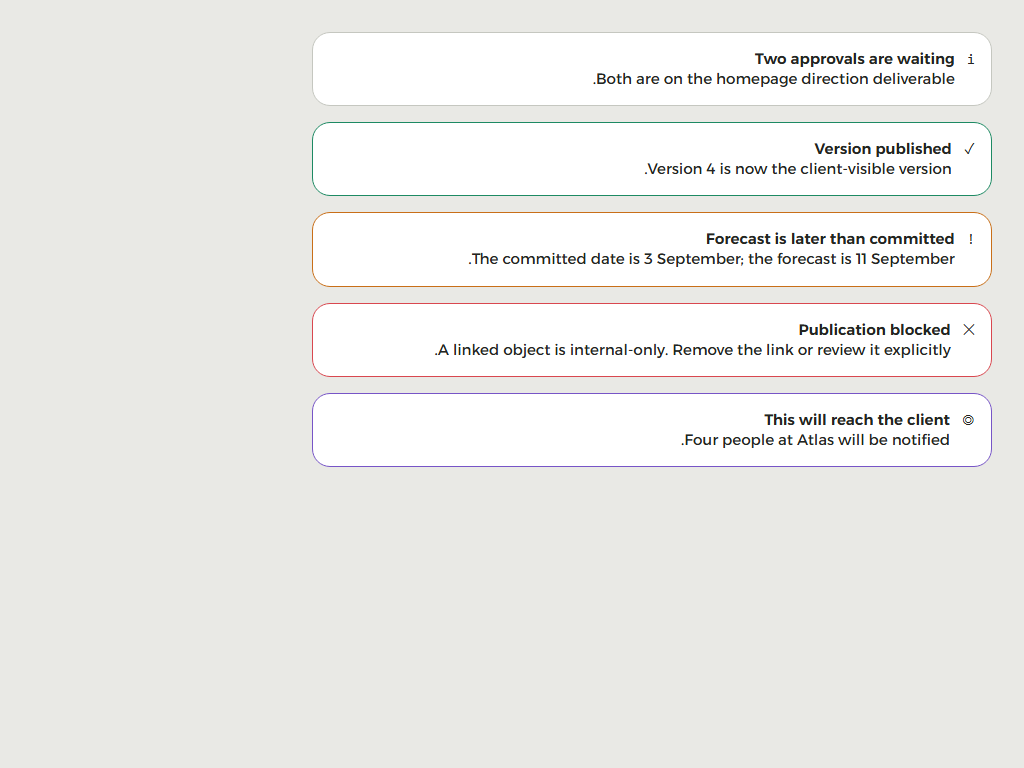 Two approvals are waiting i
.Both are on the homepage direction deliverable
Version published ✓
.Version 4 is now the client-visible version
Forecast is later than committed !
.The committed date is 3 September; the forecast is 11 September
Publication blocked ✕
.A linked object is internal-only. Remove the link or review it explicitly
This will reach the client ◎
.Four people at Atlas will be notified